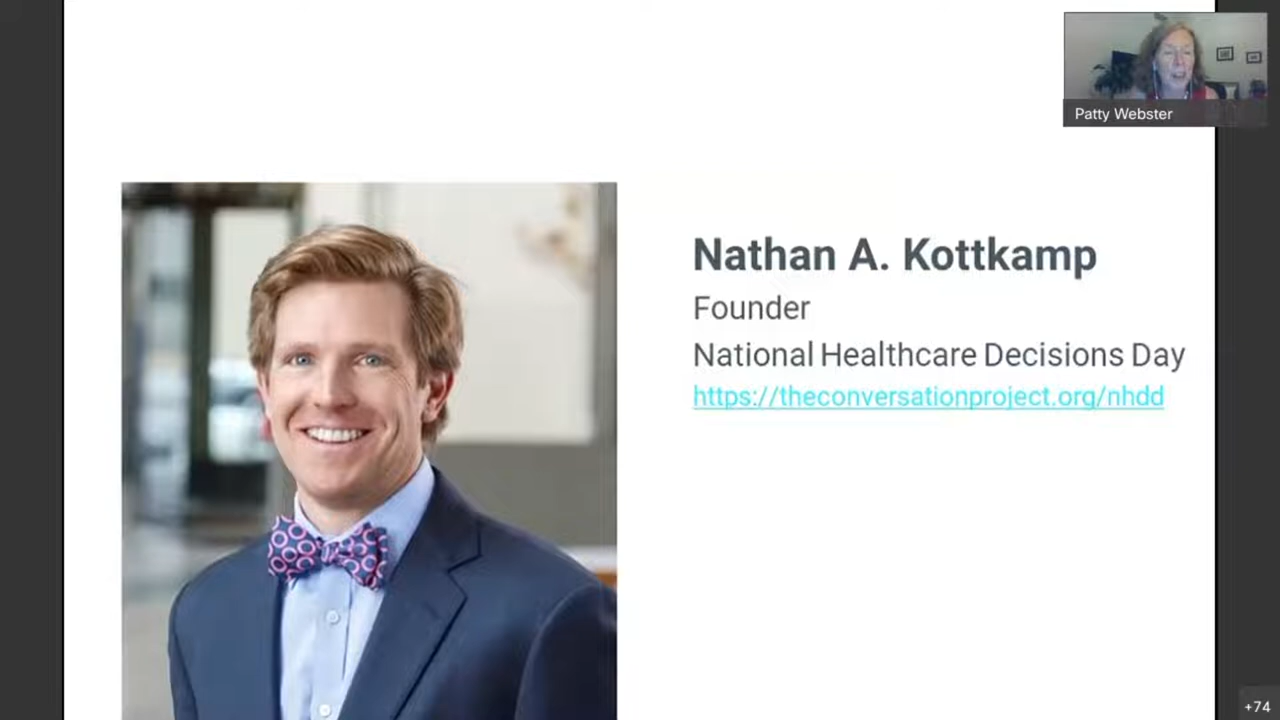 Patty Webster
Nathan A. Kottkamp
Founder
National Healthcare Decisions Day
https://theconversationproject.org/nhdd
+74